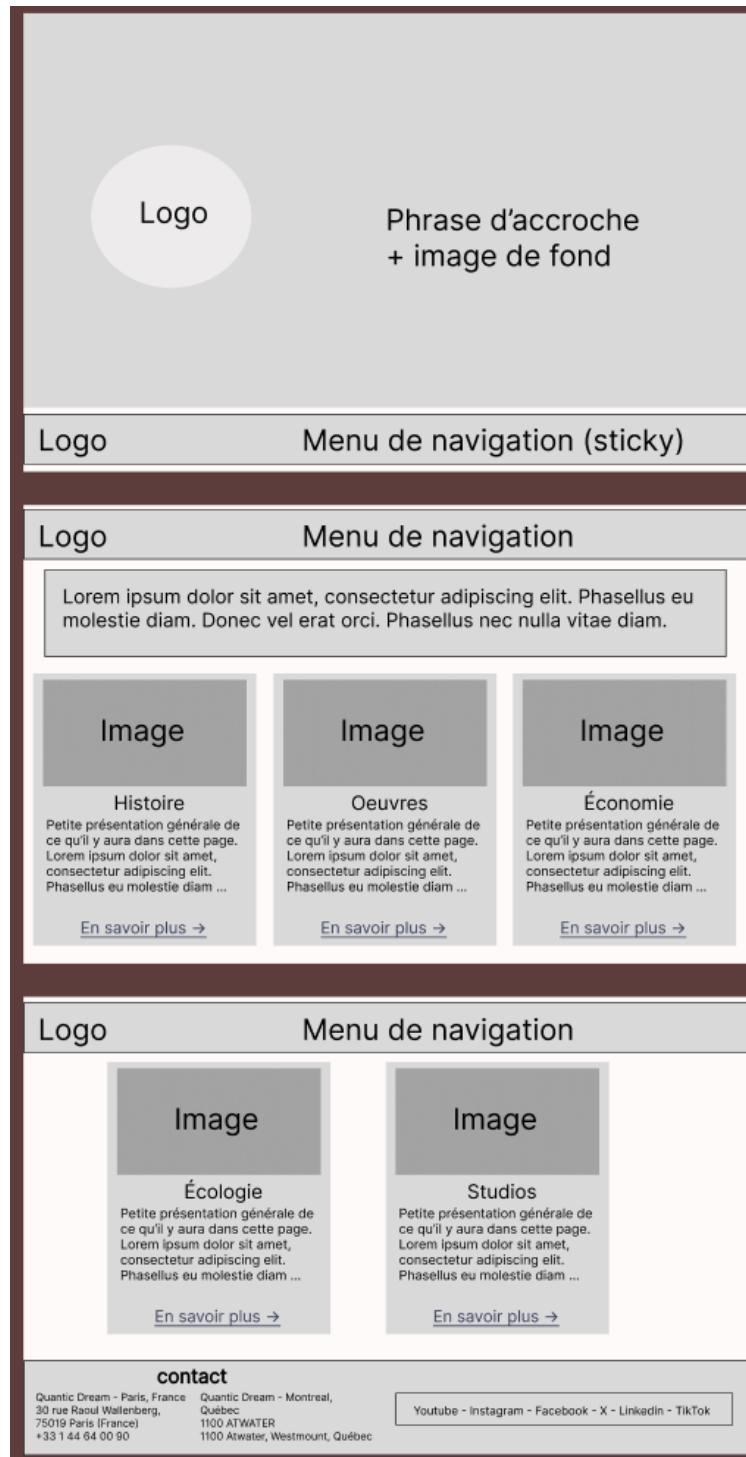 Logo
Phrase d'accroche
+ image de fond
Logo Menu de navigation (sticky)
Logo Menu de navigation
Lorem ipsum dolor sit amet, consectetur adipiscing elit. Phasellus eu
molestie diam. Donec vel erat orci. Phasellus nec nulla vitae diam.
Image
Histoire
Petite présentation générale de
ce qu'il y aura dans cette page.
Lorem ipsum dolor sit amet,
consectetur adipiscing elit.
Phasellus eu molestie diam ...
En savoir plus →
Image
Oeuvres
Petite présentation générale de
ce qu'il y aura dans cette page.
Lorem ipsum dolor sit amet,
consectetur adipiscing elit.
Phasellus eu molestie diam ...
En savoir plus →
Image
Économie
Petite présentation générale de
ce qu'il y aura dans cette page.
Lorem ipsum dolor sit amet,
consectetur adipiscing elit.
Phasellus eu molestie diam ...
En savoir plus →
Logo Menu de navigation
Image
Écologie
Petite présentation générale de
ce qu'il y aura dans cette page.
Lorem ipsum dolor sit amet,
consectetur adipiscing elit.
Phasellus eu molestie diam ...
En savoir plus →
Image
Studios
Petite présentation générale de
ce qu'il y aura dans cette page.
Lorem ipsum dolor sit amet,
consectetur adipiscing elit.
Phasellus eu molestie diam ...
En savoir plus →
contact
Quantic Dream - Paris, France
30 rue Raoul Wallenberg,
75019 Paris (France)
+33 1 44 64 00 90
Quantic Dream - Montreal,
Québec
1100 ATWATER
1100 Atwater, Westmount, Québec
Youtube - Instagram - Facebook - X - Linkedin - TikTok